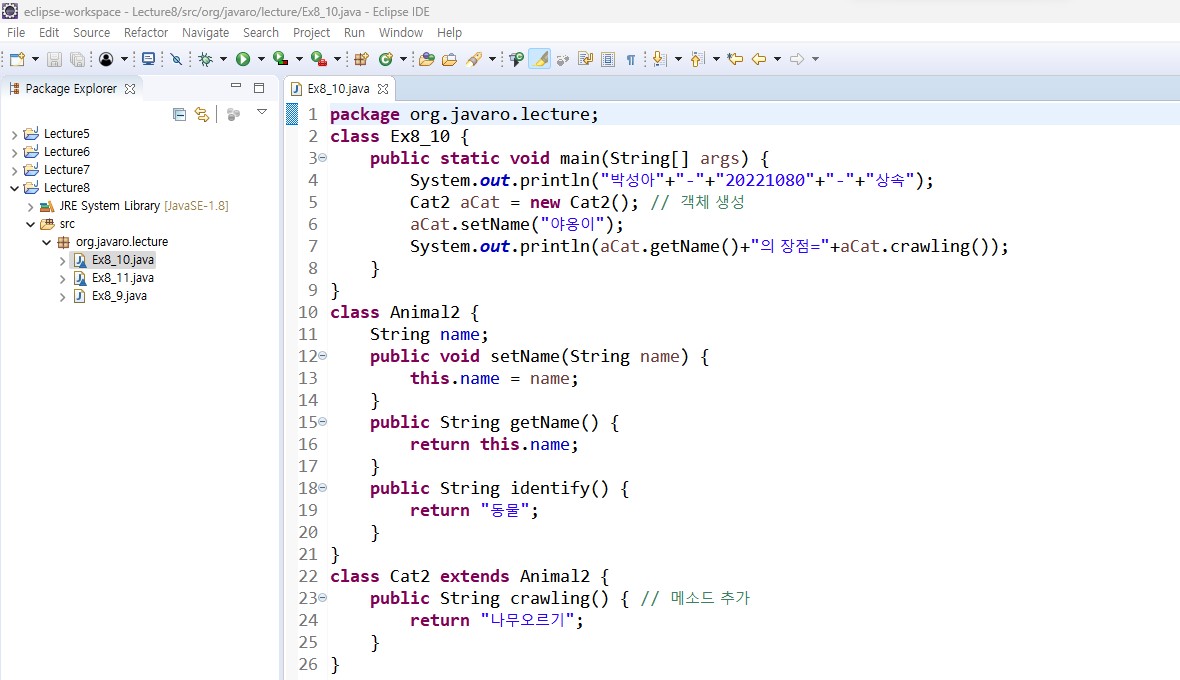 eclipse-workspace - Lecture8/src/org/javaro/lecture/Ex8_10.java - Eclipse IDE
File Edit Source Refactor Navigate Search Project Run Window Help
Package Explorer
Lecture5
Lecture6
Lecture7
Lecture8
JRE System Library [JavaSE-1.8]
src
org.javaro.lecture
Ex8_10.java
Ex8_11.java
Ex8_9.java
Ex8_10.java
1 package org.javaro.lecture;
2 class Ex8_10 {
3 public static void main(String[] args) {
4 System.out.println("박성아"+"-"+"20221080"+"-"+"상속");
5 Cat2 aCat = new Cat2(); // 객체 생성
6 aCat.setName("야옹이");
7 System.out.println(aCat.getName()+"의 장점="+aCat.crawling());
8 }
9 }
10 class Animal2 {
11 String name;
12 public void setName(String name) {
13 this.name = name;
14 }
15 public String getName() {
16 return this.name;
17 }
18 public String identify() {
19 return "동물";
20 }
21 }
22 class Cat2 extends Animal2 {
23 public String crawling() { // 메소드 추가
24 return "나무오르기";
25 }
26 }